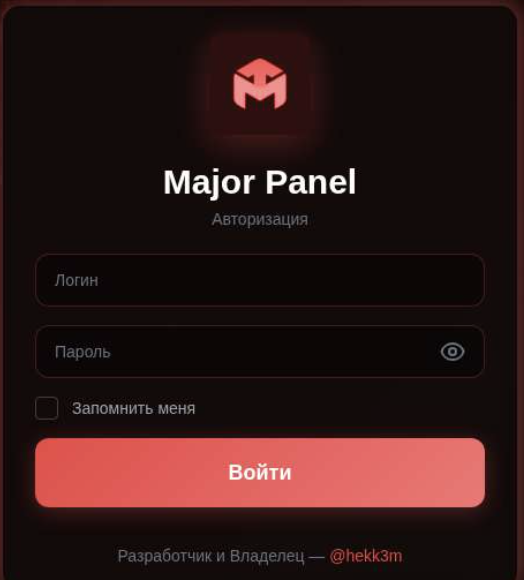 Major Panel
Авторизация
Логин
Пароль
Запомнить меня
Войти
Разработчик и Владелец — @hekk3m